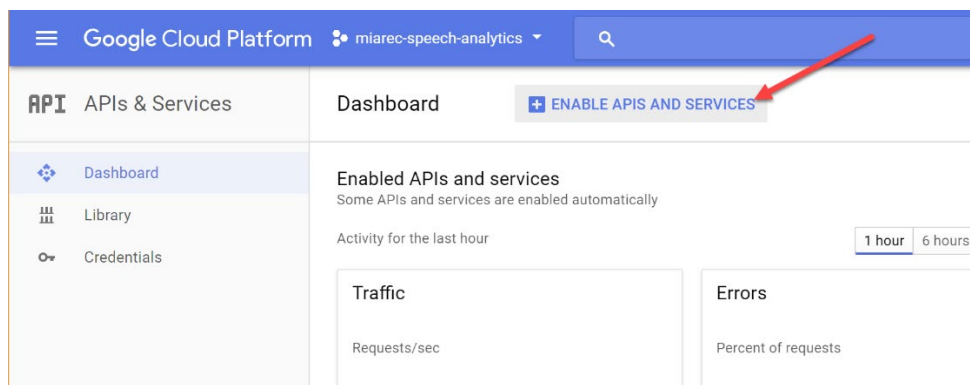 Google Cloud Platform miarec-speech-analytics
API APIs & Services
Dashboard
ENABLE APIS AND SERVICES
Dashboard
Library
Credentials
Enabled APIs and services
Some APIs and services are enabled automatically
Activity for the last hour
1 hour 6 hours
Traffic
Requests/sec
Errors
Percent of requests